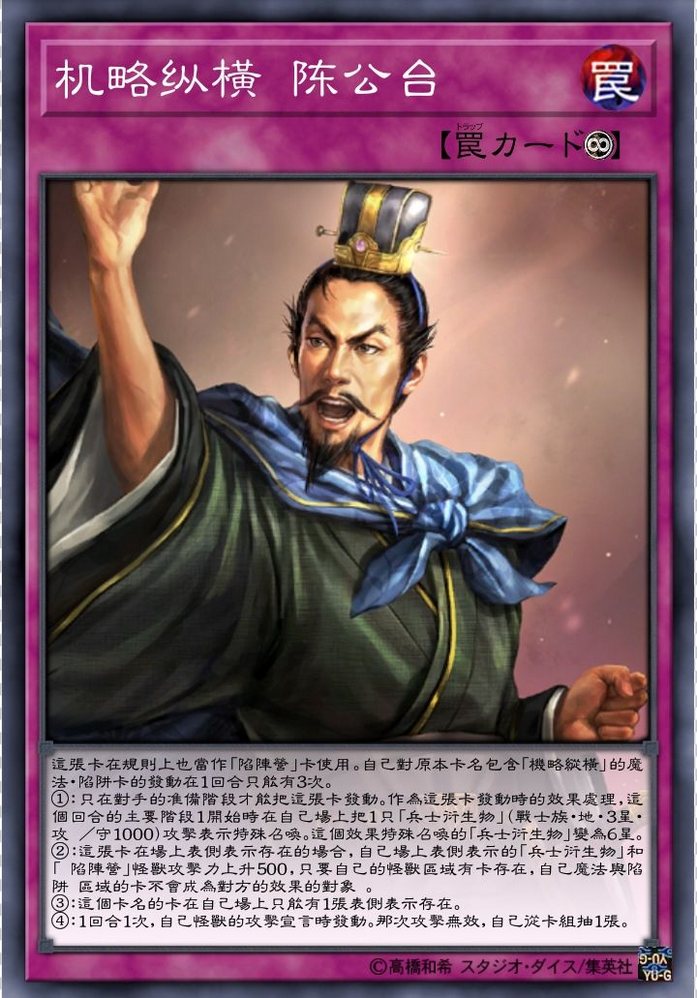 机略纵横 陈公台
罠
トラップ
【罠カード∞】
這張卡在規則上也當作「陷陣營」卡使用。自己對原本卡名包含「機略縱橫」的魔
法·陷阱卡的發動在1回合只能有3次。
①:只在對手的准備階段才能把這張卡發動。作為這張卡發動時的效果處理,這
個回合的主要階段1開始時在自己場上把1只「兵士衍生物」(戰士族·地·3星·
攻 ╱守1000)攻擊表示特殊召喚。這個效果特殊召喚的「兵士衍生物」變為6星。
②:這張卡在場上表側表示存在的場合,自己場上表側表示的「兵士衍生物」和
「 陷陣營」怪獸攻擊力上升500,只要自己的怪獸區域有卡存在,自己魔法與陷
阱 區域的卡不會成為對方的效果的對象 。
③:這個卡名的卡在自己場上只能有1張表側表示存在。
④:1回合1次,自己怪獸的攻擊宣言時發動。那次攻擊無效,自己從卡組抽1張。
©高橋和希 スタジオ·ダイス/集英社
YU-G
YU-G